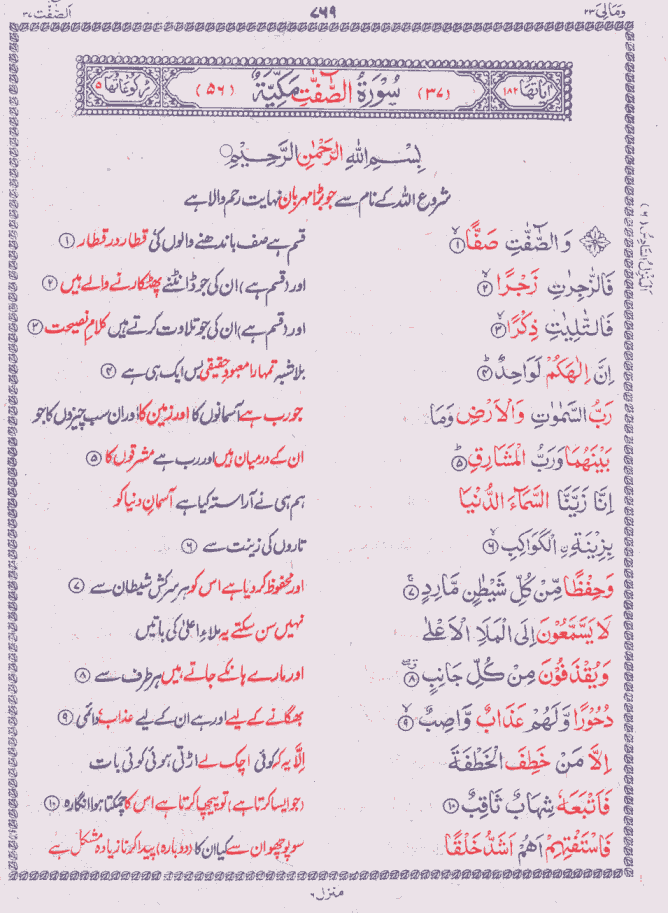 وَمَالِیَ ۲۳ ۷۶۹ اَلصّٰفّٰت ۳۷
اٰیَاتُهَا ۱۸۲ (۳۷) سُوْرَةُ الصّٰٓفّٰتِ مَكِّيَّةٌ (۵۶) رُكُوْعَاتُهَا ۵
بِسْمِ اللّٰهِ الرَّحْمٰنِ الرَّحِيْمِ
شروع اللہ کے نام سے جو بڑا مہربان نہایت رحم والا ہے
وَالصّٰٓفّٰتِ صَفًّا ۱ قسم ہے صف باندھنے والوں کی قطار در قطار ۱
فَالزّٰجِرٰتِ زَجْرًا ۲ اور (قسم ہے) ان کی جو ڈانٹنے پھٹکارنے والے ہیں ۲
فَالتّٰلِيٰتِ ذِكْرًا ۳ اور (قسم ہے) ان کی جو تلاوت کرتے ہیں کلامِ نصیحت ۳
اِنَّ اِلٰهَكُمْ لَوَاحِدٌ ۴ بلاشبہ تمہارا معبودِ حقیقی بس ایک ہی ہے ۴
رَبُّ السَّمٰوٰتِ وَالْاَرْضِ وَمَا جو رب ہے آسمانوں کا اور زمین کا اور ان سب چیزوں کا جو
بَيْنَهُمَا وَرَبُّ الْمَشَارِقِ ۵ ان کے درمیان ہیں اور رب ہے مشرقوں کا ۵
اِنَّا زَيَّنَّا السَّمَآءَ الدُّنْيَا ہم ہی نے آراستہ کیا ہے آسمانِ دنیا کو
بِزِيْنَةِ ِۨ الْكَوَاكِبِ ۶ تاروں کی زینت سے ۶
وَحِفْظًا مِّنْ كُلِّ شَيْطٰنٍ مَّارِدٍ ۷ اور محفوظ کردیا ہے اس کو ہر سرکش شیطان سے ۷
لَا يَسَّمَّعُوْنَ اِلَى الْمَلَاِ الْاَعْلٰى نہیں سن سکتے یہ ملاءِ اعلیٰ کی باتیں
وَيُقْذَفُوْنَ مِنْ كُلِّ جَانِبٍ ۸ اور مارے ہانکے جاتے ہیں ہر طرف سے ۸
دُحُوْرًا وَّلَهُمْ عَذَابٌ وَّاصِبٌ ۹ بھگانے کے لیے اور ہے ان کے لیے عذاب دائمی ۹
اِلَّا مَنْ خَطِفَ الْخَطْفَةَ اِلّا یہ کہ کوئی اچک لے اڑتی ہوئی کوئی بات
فَاَتْبَعَهٗ شِهَابٌ ثَاقِبٌ ۱۰ (جو ایسا کرتا ہے) تو پیچھا کرتا ہے اس کا چمکتا ہوا انگارہ ۱۰
فَاسْتَفْتِهِمْ اَهُمْ اَشَدُّ خَلْقًا سو پوچھو ان سے کیا ان کا (دوبارہ) پیدا کرنا زیادہ مشکل ہے
منزل ۶